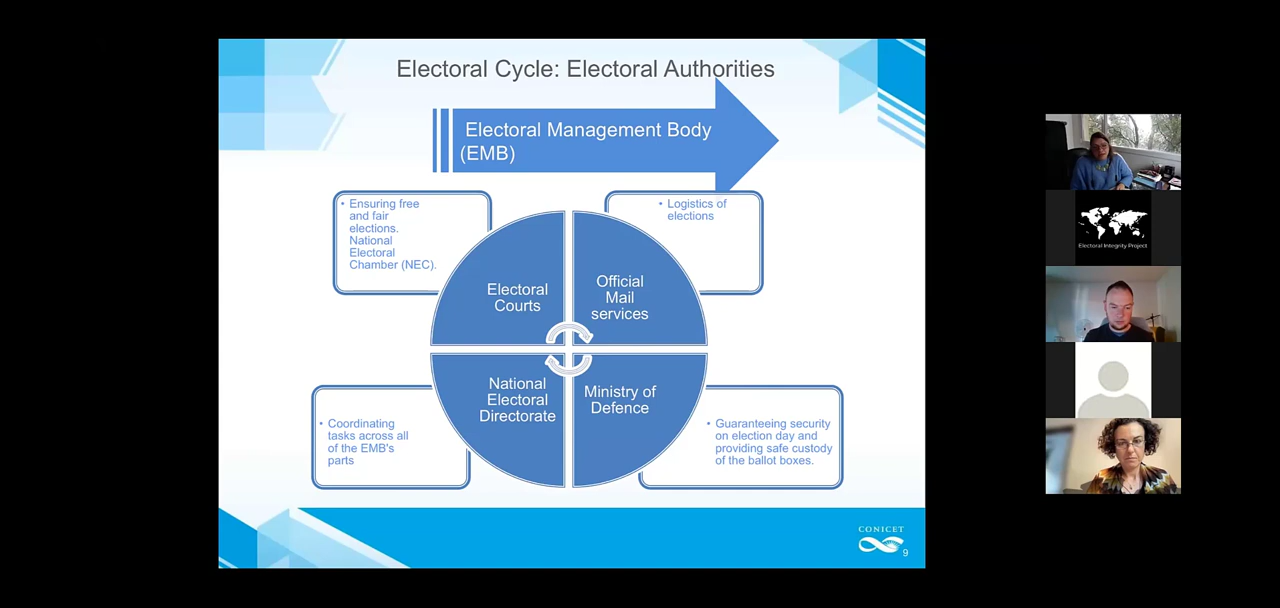 Electoral Cycle: Electoral Authorities
Electoral Management Body
(EMB)
• Ensuring free
and fair
elections.
National
Electoral
Chamber (NEC).
• Logistics of
elections
Electoral
Courts
Official
Mail
services
National
Electoral
Directorate
Ministry of
Defence
• Coordinating
tasks across all
of the EMB's
parts
• Guaranteeing security
on election day and
providing safe custody
of the ballot boxes.
CONICET
9
Electoral Integrity Project